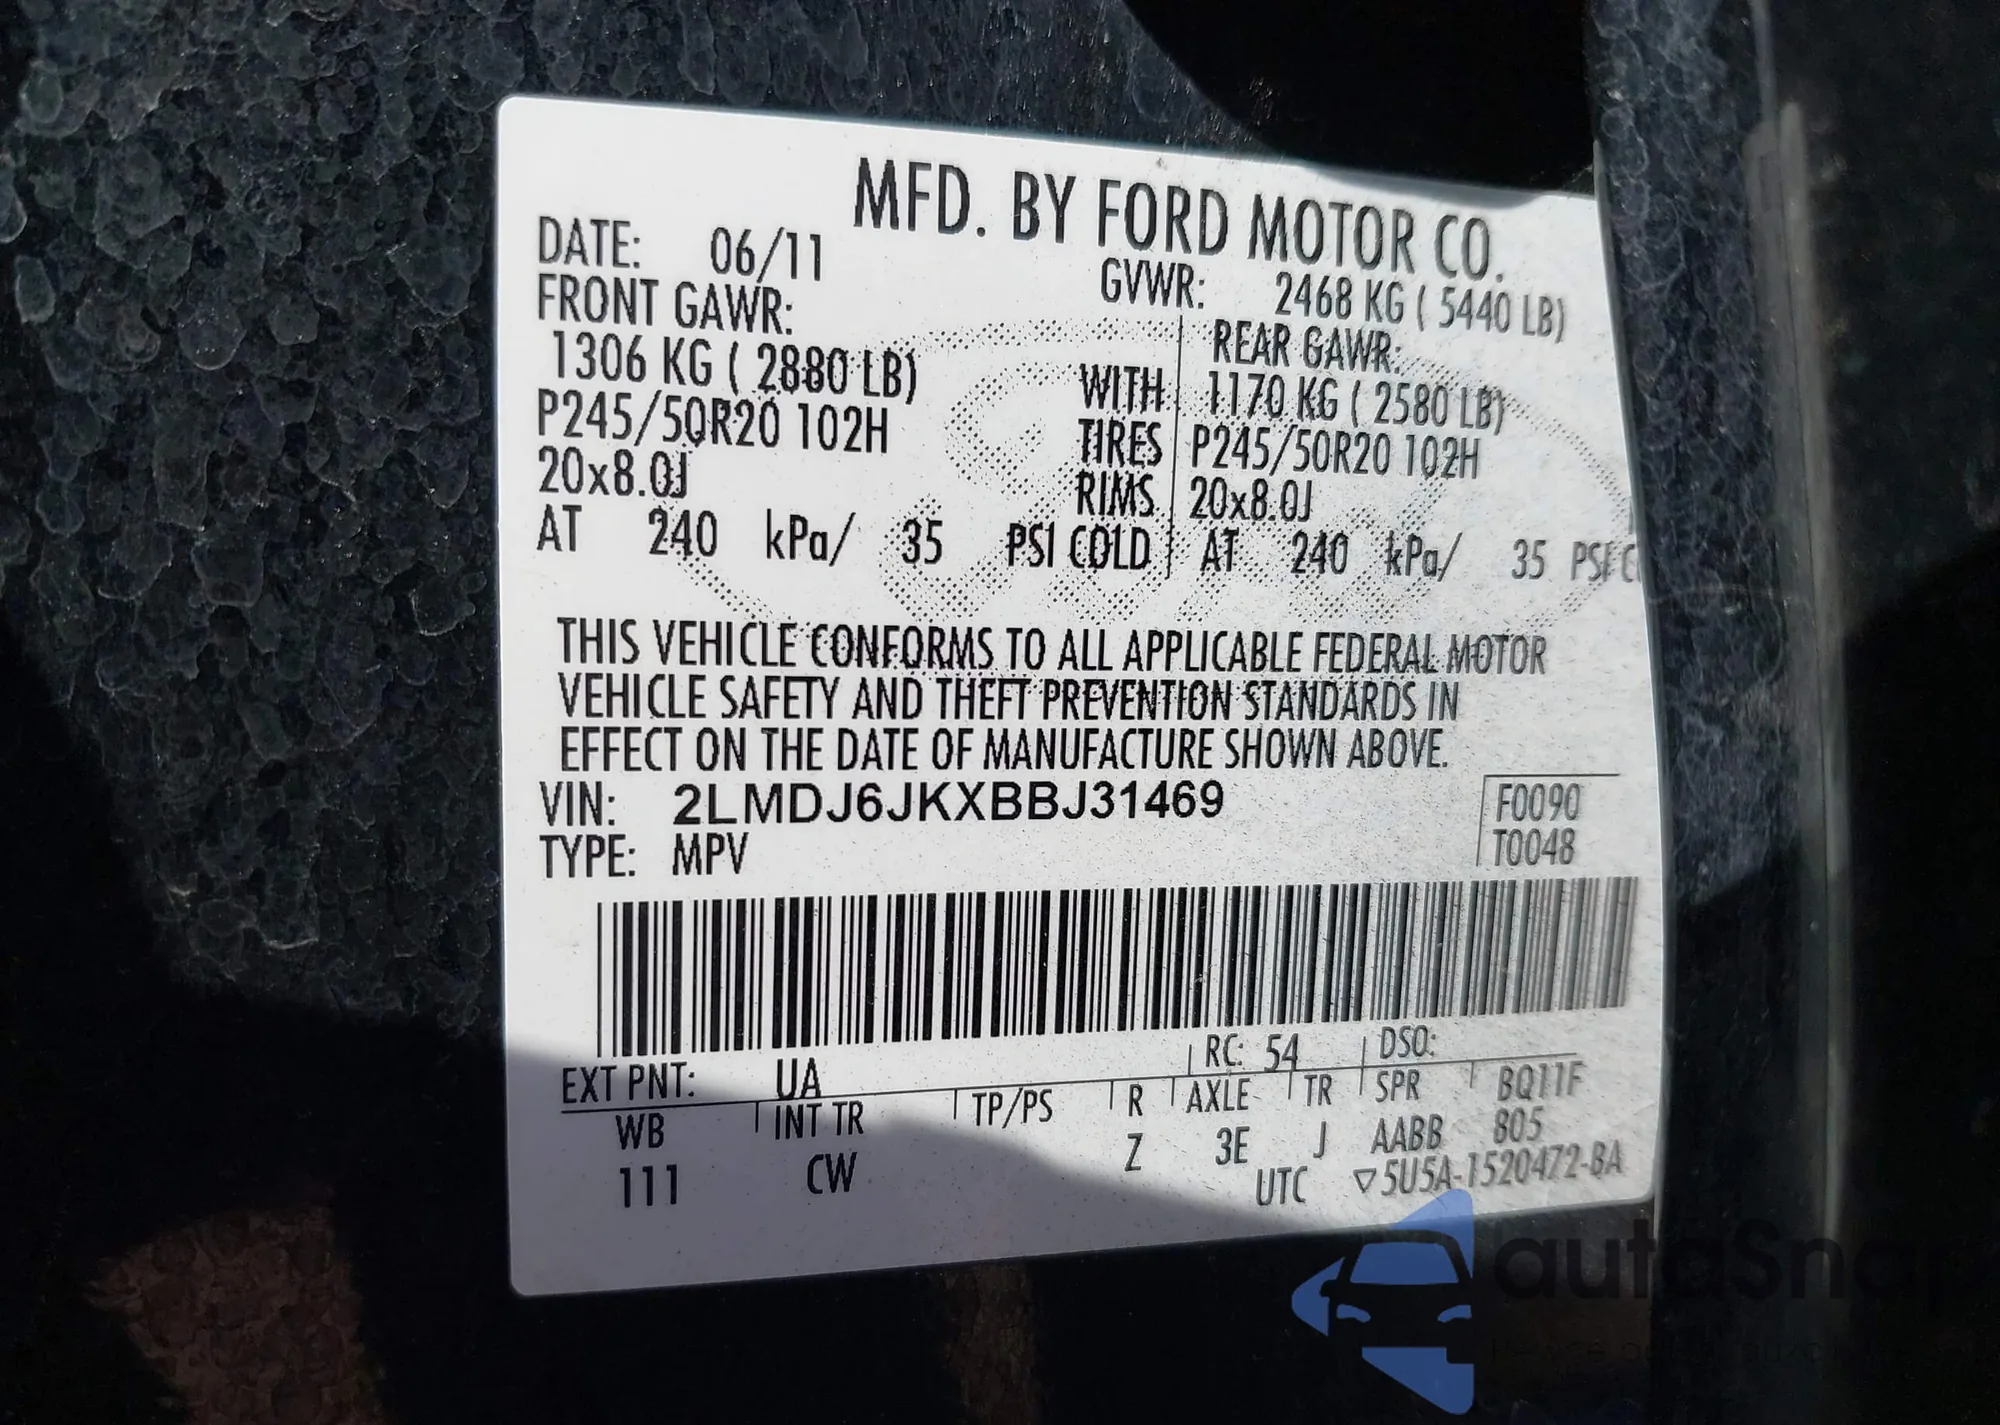 MFD. BY FORD MOTOR CO.
DATE: 06/11 GVWR: 2468 KG ( 5440 LB)
FRONT GAWR: REAR GAWR:
1306 KG ( 2880 LB) WITH 1170 KG ( 2580 LB)
P245/50R20 102H TIRES P245/50R20 102H
20x8.0J RIMS 20x8.0J
AT 240 kPa/ 35 PSI COLD AT 240 kPa/ 35 PSI C
THIS VEHICLE CONFORMS TO ALL APPLICABLE FEDERAL MOTOR
VEHICLE SAFETY AND THEFT PREVENTION STANDARDS IN
EFFECT ON THE DATE OF MANUFACTURE SHOWN ABOVE.
VIN: 2LMDJ6JKXBBJ31469 F0090
TYPE: MPV T0048
RC: 54 DSO:
EXT PNT: UA
WB INT TR TP/PS R AXLE TR SPR BQ11F
111 CW Z 3E J AABB 805
UTC ▽5U5A-1520472-BA
autaSnap